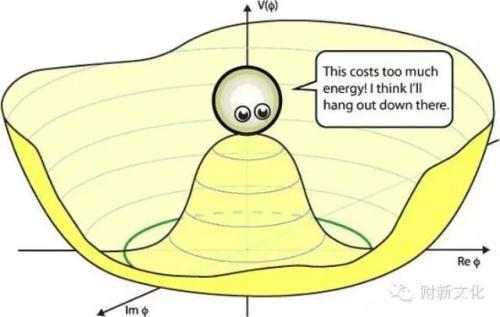 V(ϕ)
This costs too much
energy! I think I'll
hang out down there.
Re ϕ
Im ϕ
财新文化